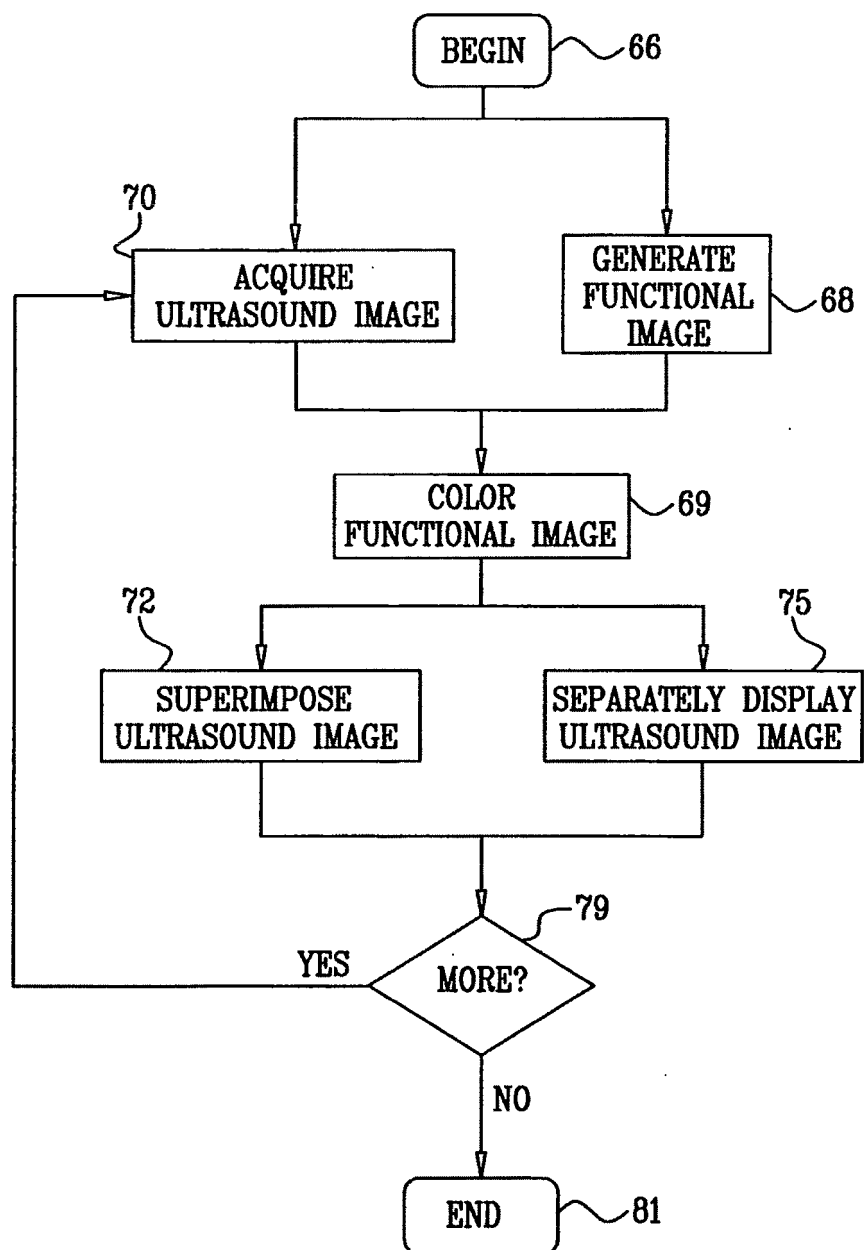 BEGIN
66
70
ACQUIRE
ULTRASOUND IMAGE
GENERATE
FUNCTIONAL
IMAGE
68
COLOR
FUNCTIONAL IMAGE
69
72
SUPERIMPOSE
ULTRASOUND IMAGE
75
SEPARATELY DISPLAY
ULTRASOUND IMAGE
79
YES
MORE?
NO
END
81